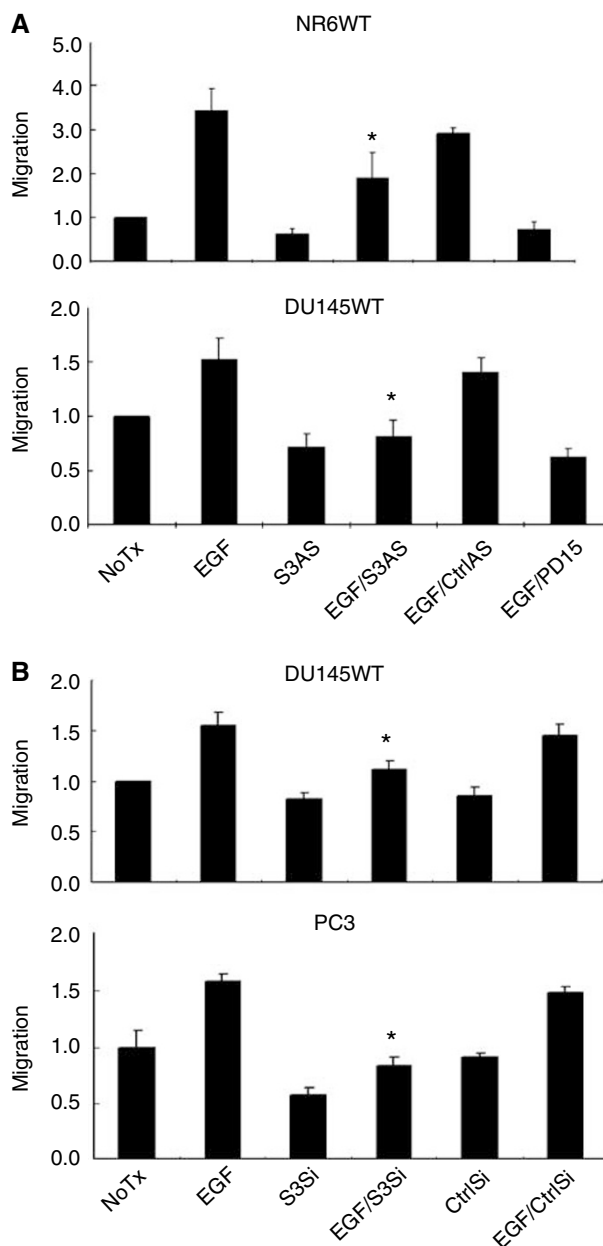 A
NR6WT
Migration
5.0
4.0
3.0
2.0
1.0
0.0
*
DU145WT
Migration
2.0
1.5
1.0
0.5
0.0
*
NoTx
EGF
S3AS
EGF/S3AS
EGF/CtrlAS
EGF/PD15
B
DU145WT
Migration
2.0
1.5
1.0
0.5
0.0
*
PC3
Migration
2.0
1.5
1.0
0.5
0.0
*
NoTx
EGF
S3Si
EGF/S3Si
CtrlSi
EGF/CtrlSi